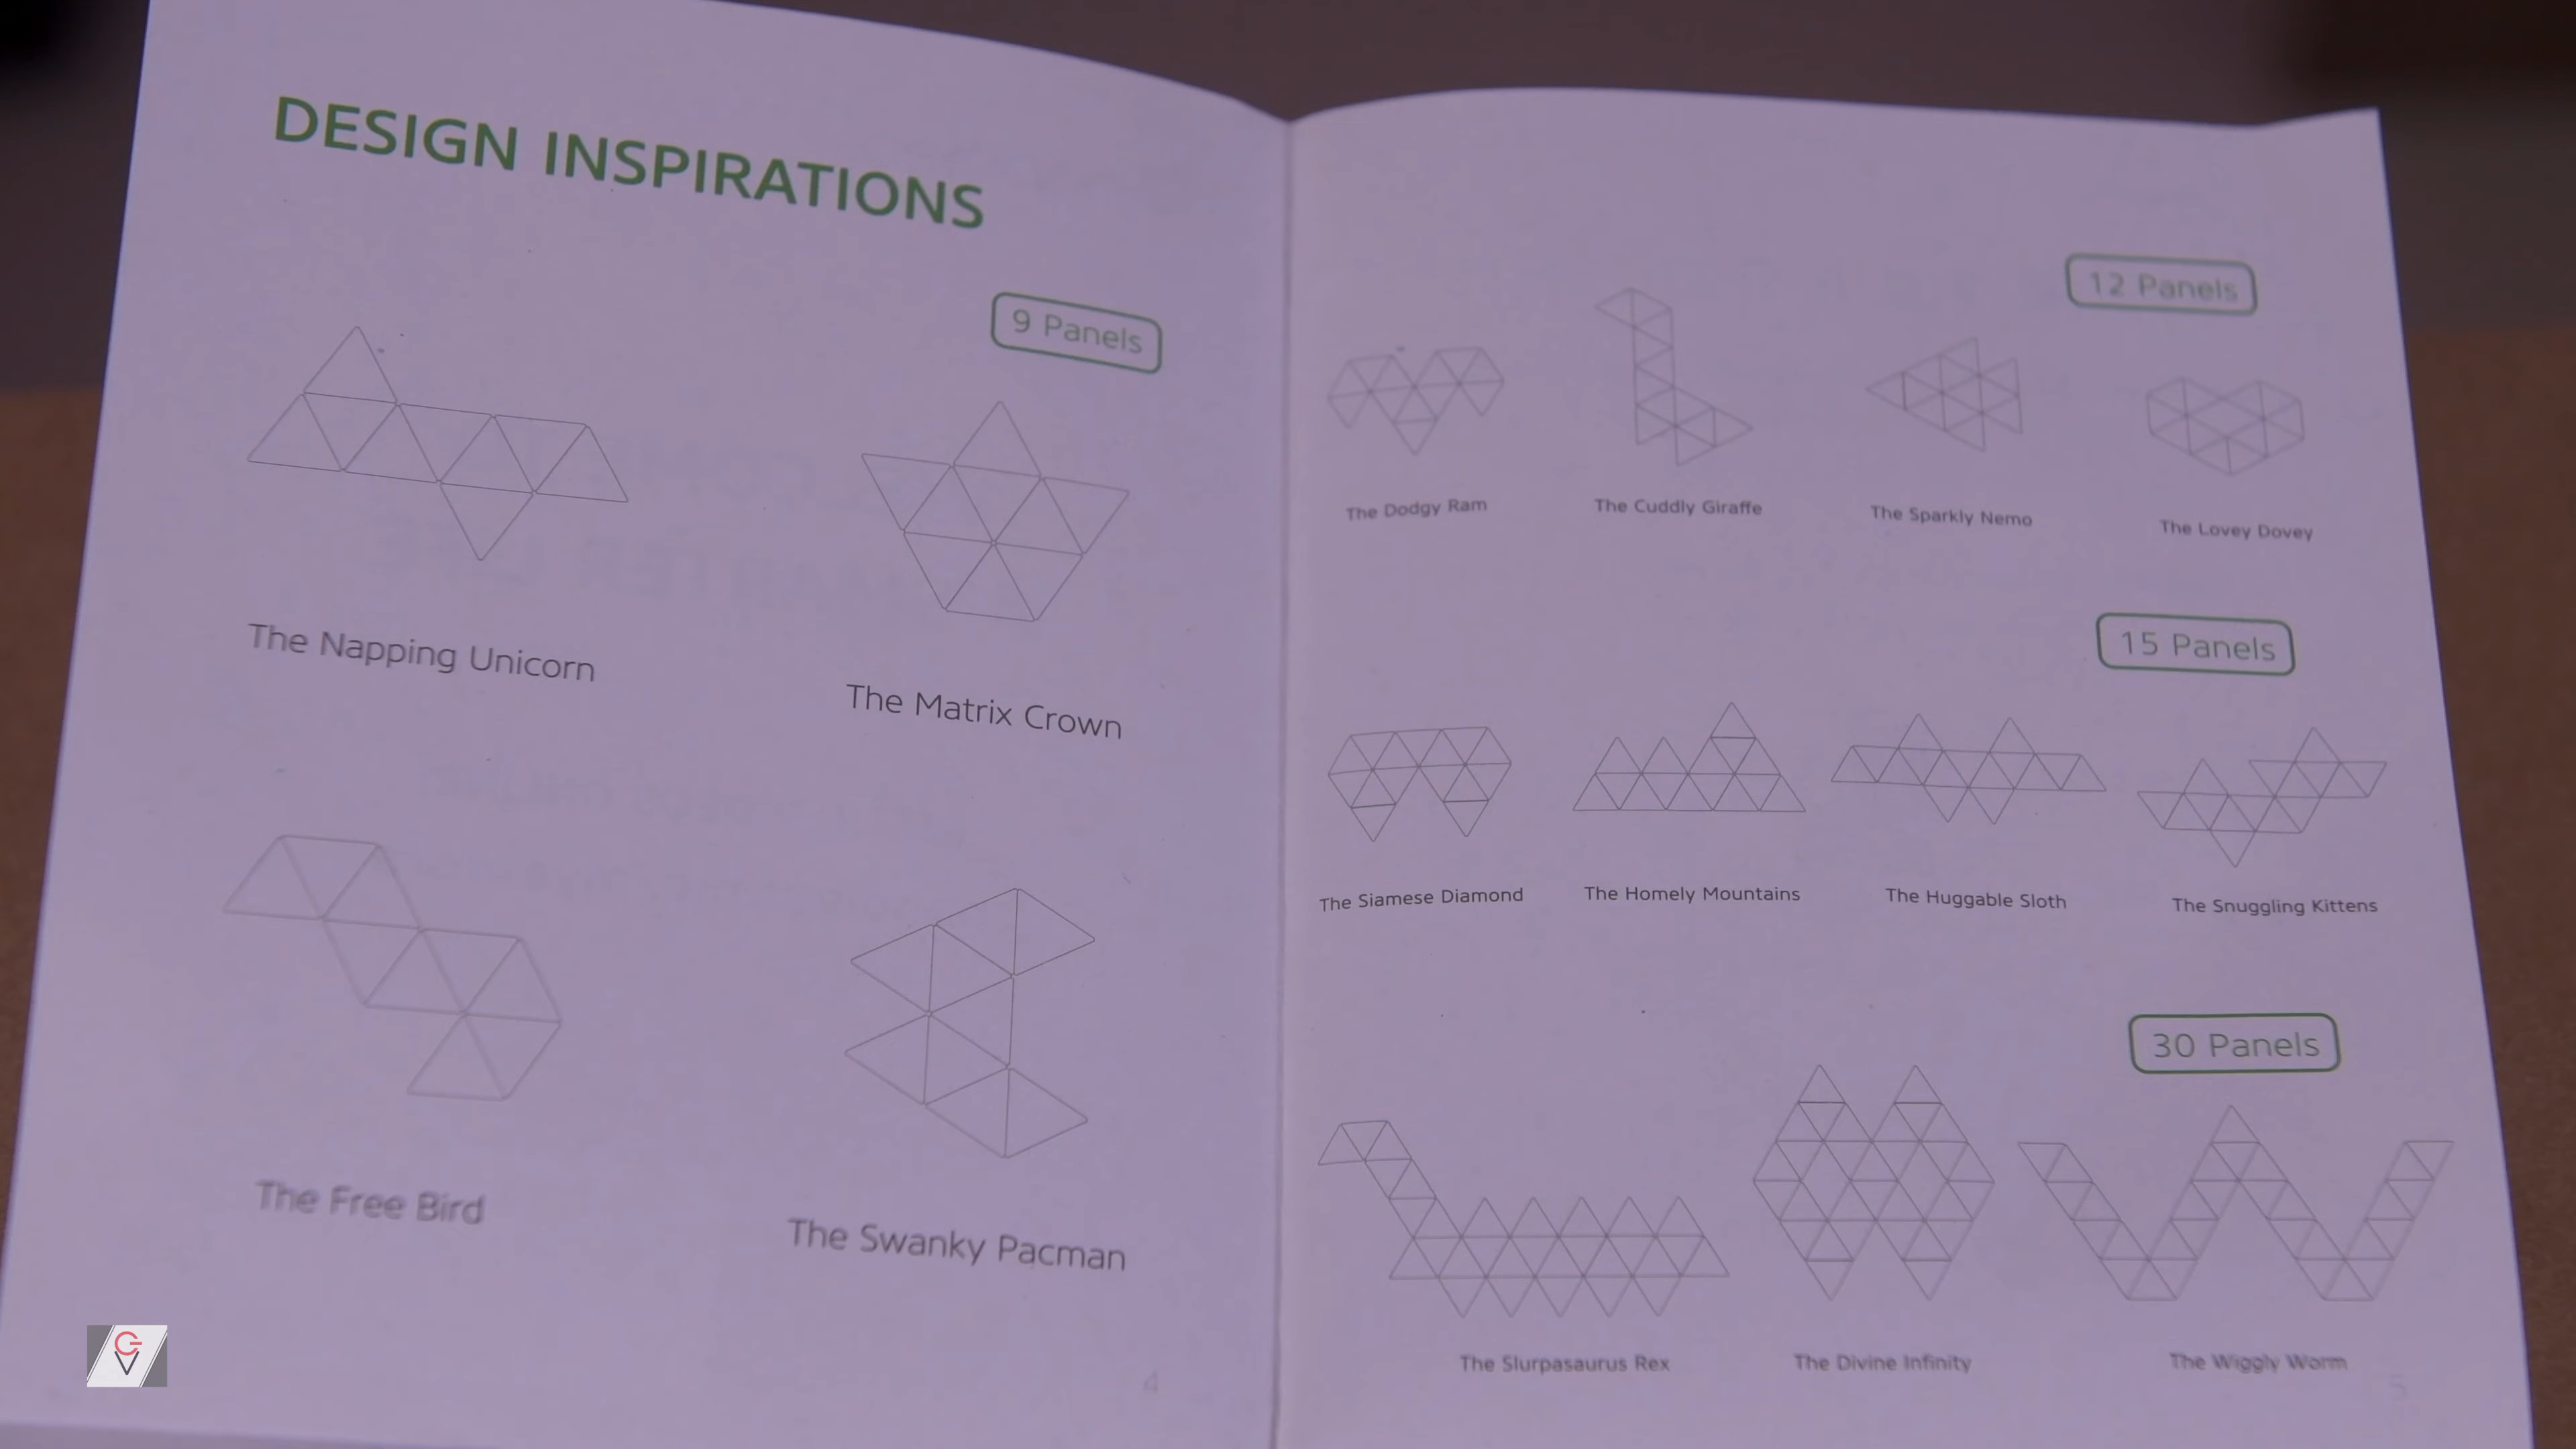 DESIGN INSPIRATIONS
9 Panels
The Napping Unicorn
The Matrix Crown
The Free Bird
The Swanky Pacman
4
12 Panels
The Dodgy Ram
The Cuddly Giraffe
The Sparkly Nemo
The Lovey Dovey
15 Panels
The Siamese Diamond
The Homely Mountains
The Huggable Sloth
The Snuggling Kittens
30 Panels
The Slurpasaurus Rex
The Divine Infinity
The Wiggly Worm
5